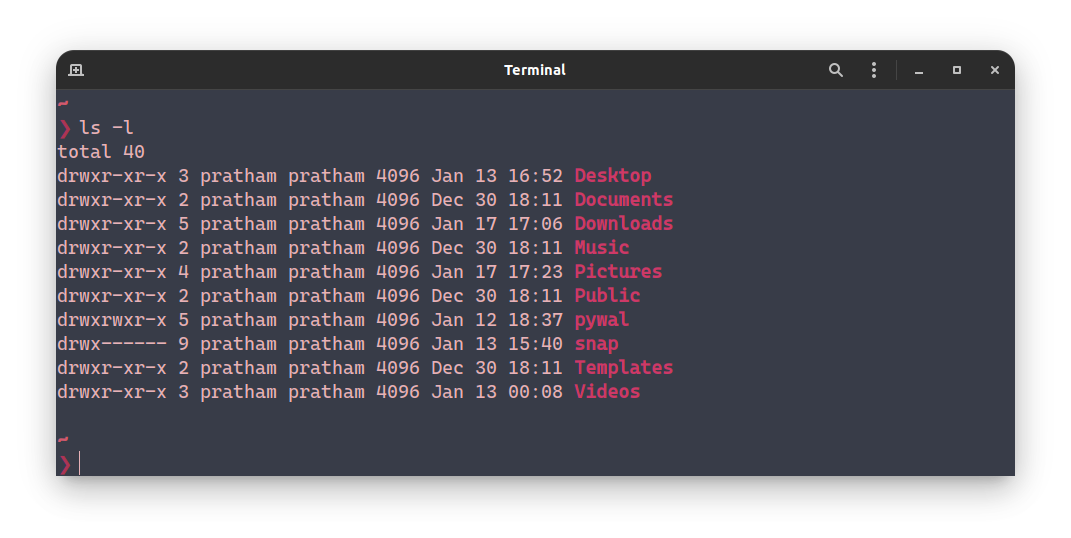 Terminal
~
❯ ls -l
total 40
drwxr-xr-x 3 pratham pratham 4096 Jan 13 16:52 Desktop
drwxr-xr-x 2 pratham pratham 4096 Dec 30 18:11 Documents
drwxr-xr-x 5 pratham pratham 4096 Jan 17 17:06 Downloads
drwxr-xr-x 2 pratham pratham 4096 Dec 30 18:11 Music
drwxr-xr-x 4 pratham pratham 4096 Jan 17 17:23 Pictures
drwxr-xr-x 2 pratham pratham 4096 Dec 30 18:11 Public
drwxrwxr-x 5 pratham pratham 4096 Jan 12 18:37 pywal
drwx------ 9 pratham pratham 4096 Jan 13 15:40 snap
drwxr-xr-x 2 pratham pratham 4096 Dec 30 18:11 Templates
drwxr-xr-x 3 pratham pratham 4096 Jan 13 00:08 Videos
~
❯